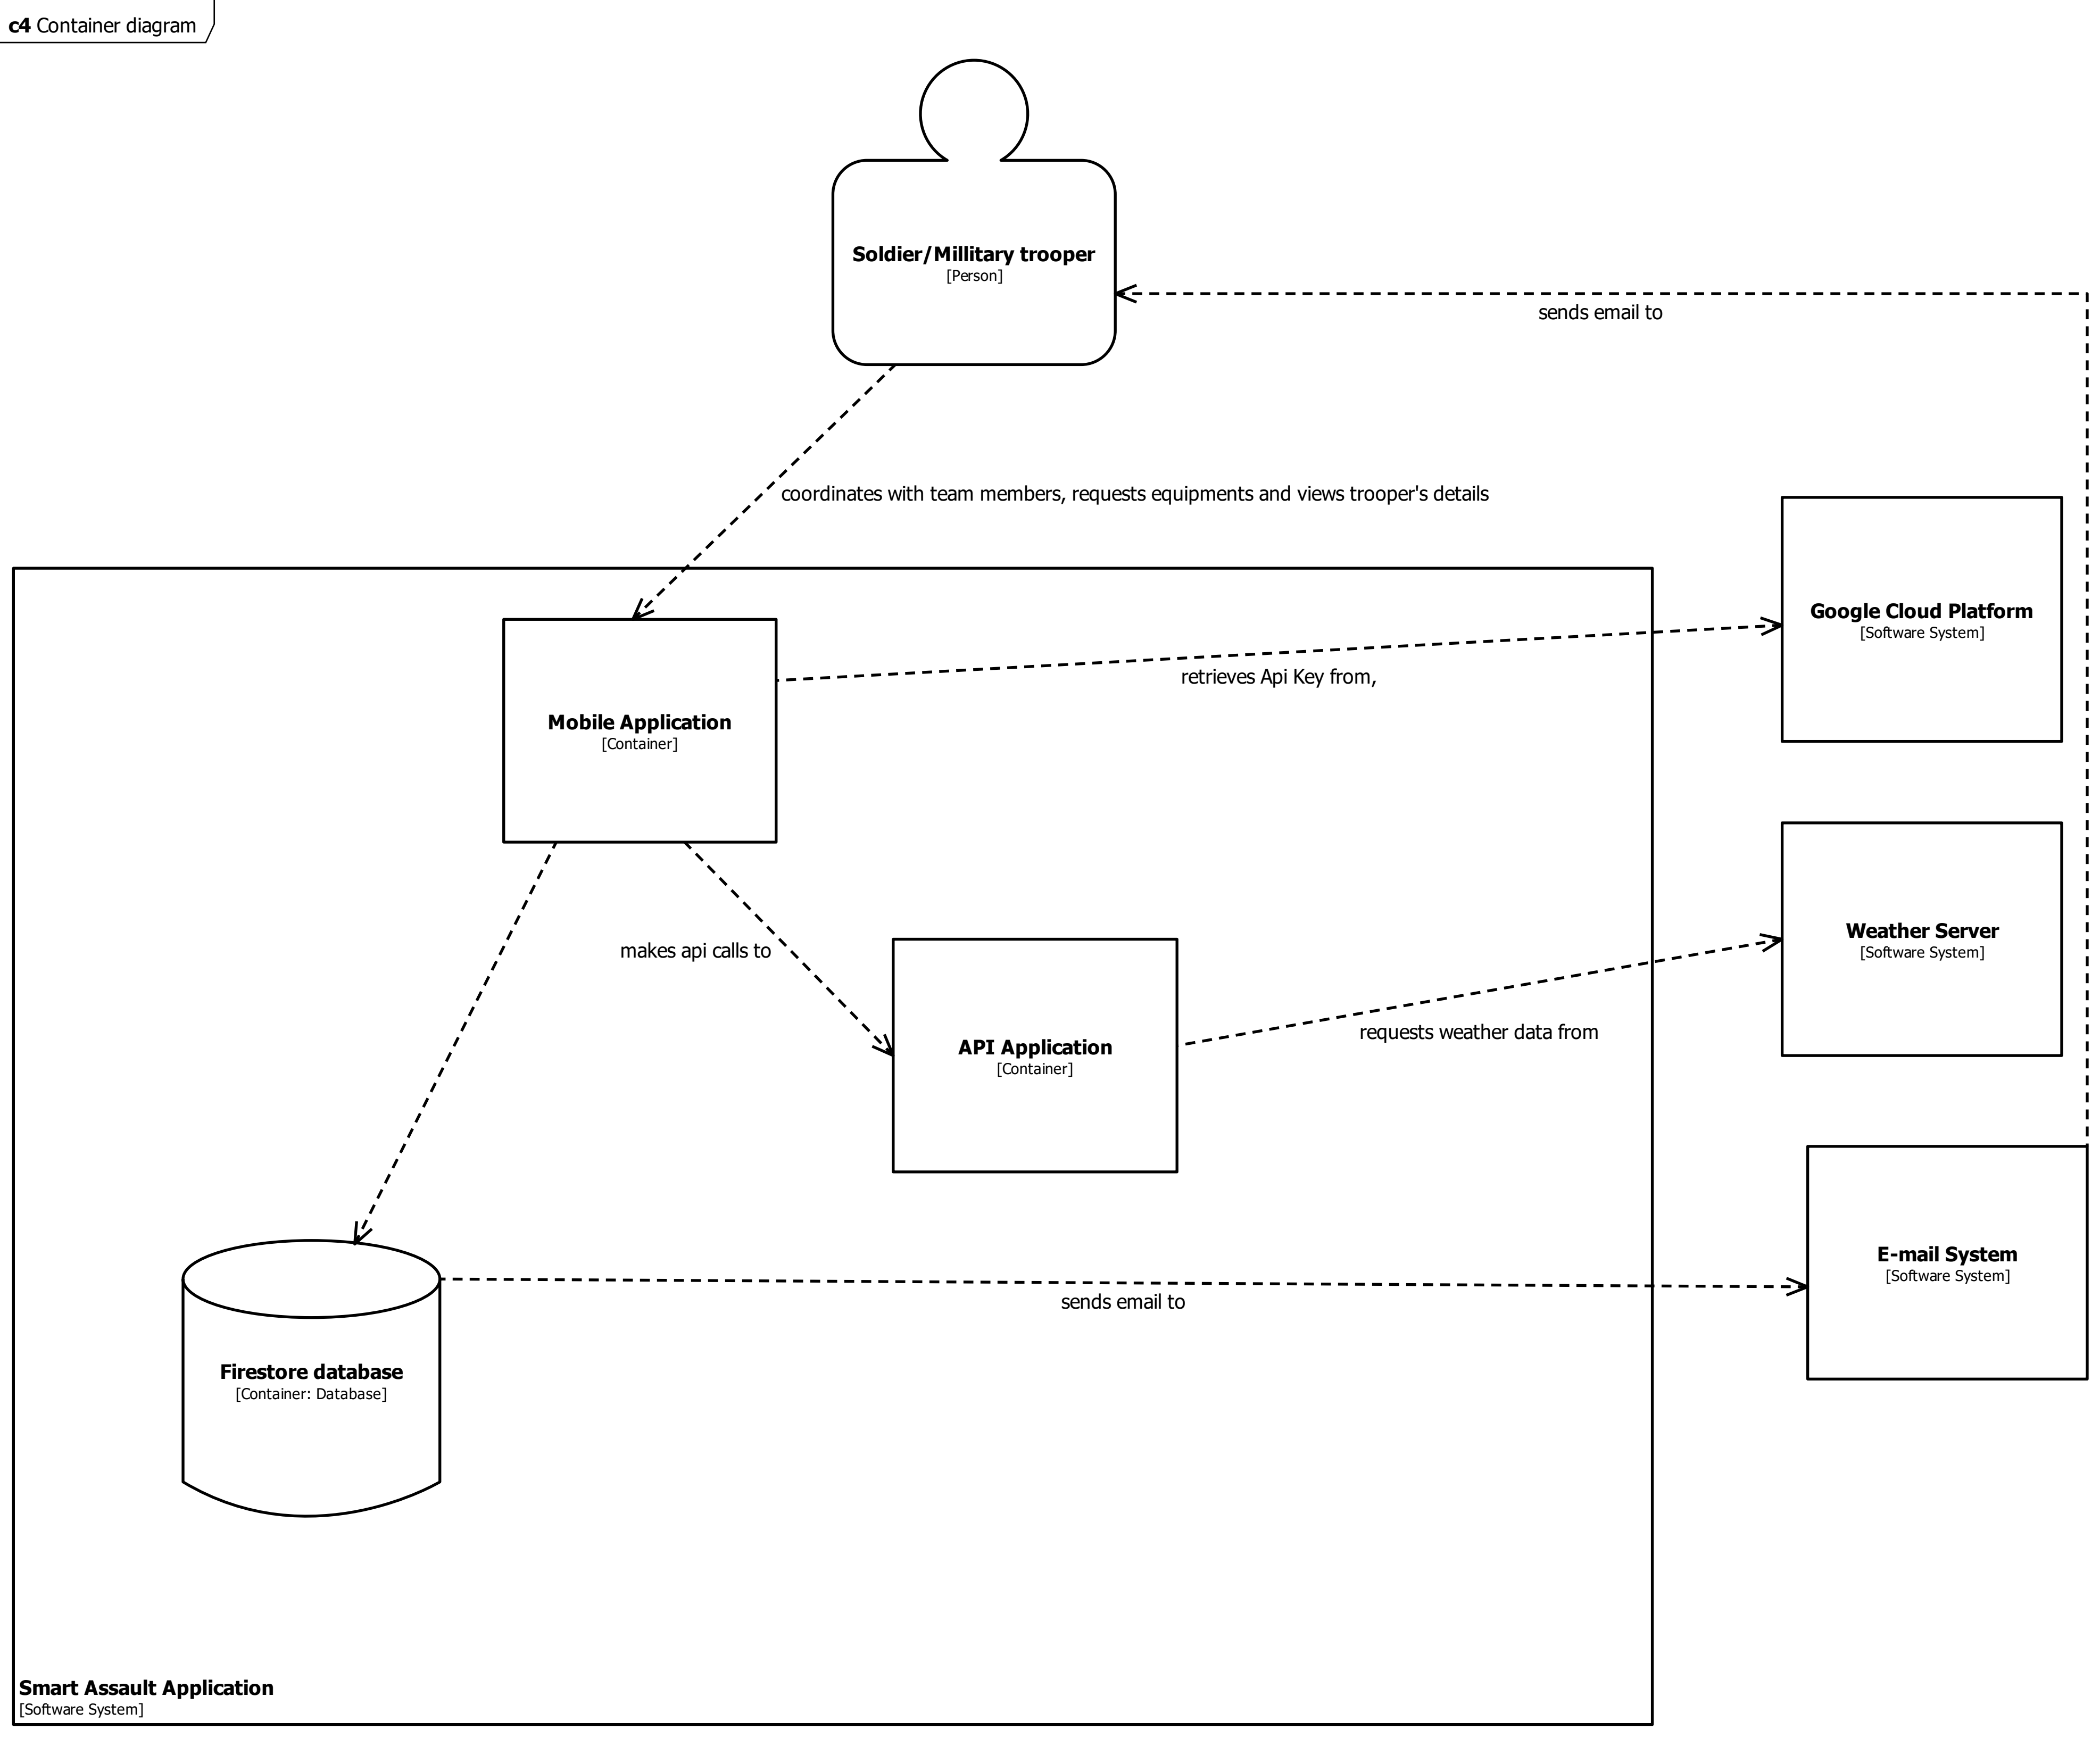 c4 Container diagram
Soldier/Millitary trooper
[Person]
sends email to
coordinates with team members, requests equipments and views trooper's details
Google Cloud Platform
[Software System]
retrieves Api Key from,
Mobile Application
[Container]
Weather Server
[Software System]
makes api calls to
requests weather data from
API Application
[Container]
E-mail System
[Software System]
sends email to
Firestore database
[Container: Database]
Smart Assault Application
[Software System]